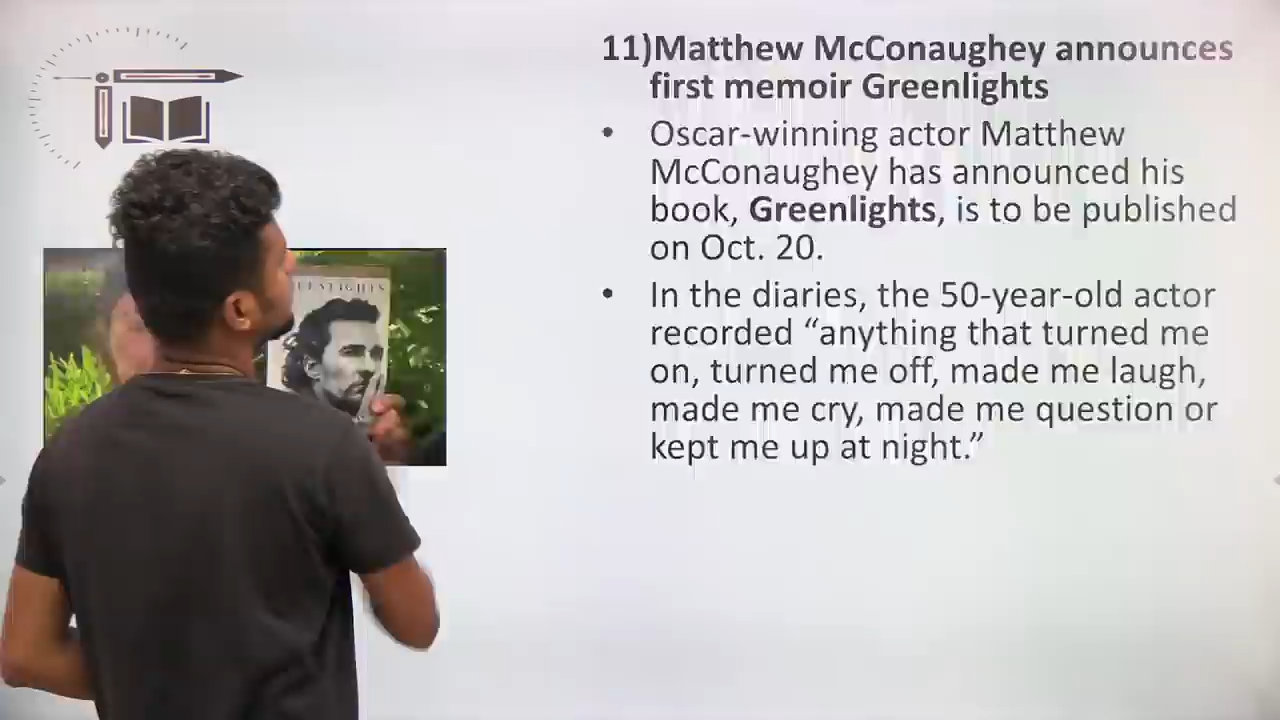 11)Matthew McConaughey announces
first memoir Greenlights
• Oscar-winning actor Matthew
McConaughey has announced his
book, Greenlights, is to be published
on Oct. 20.
• In the diaries, the 50-year-old actor
recorded “anything that turned me
on, turned me off, made me laugh,
made me cry, made me question or
kept me up at night.”